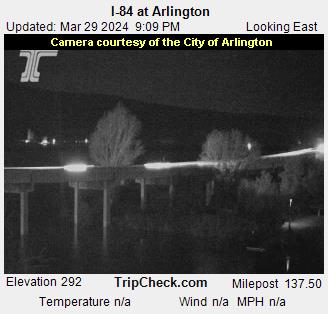 I-84 at Arlington
Updated: Mar 29 2024 9:09 PM Looking East
Camera courtesy of the City of Arlington
Elevation 292 TripCheck.com Milepost 137.50
Temperature n/a Wind n/a MPH n/a